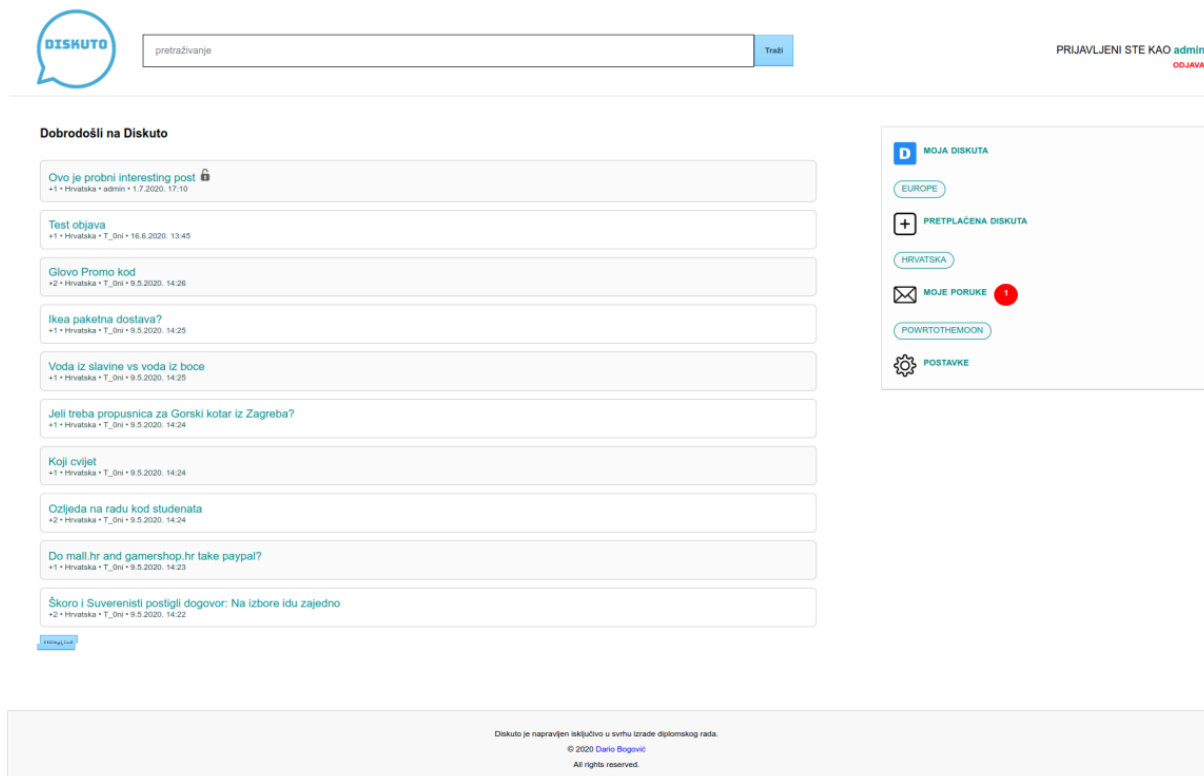 DISKUTO
pretraživanje
Traži
PRIJAVLJENI STE KAO admin
ODJAVA
Dobrodošli na Diskuto
Ovo je probni interesting post
+1 • Hrvatska • admin • 1.7.2020. 17:10
Test objava
+1 • Hrvatska • T_0ni • 16.6.2020. 13:45
Glovo Promo kod
+2 • Hrvatska • T_0ni • 9.5.2020. 14:26
Ikea paketna dostava?
+1 • Hrvatska • T_0ni • 9.5.2020. 14:25
Voda iz slavine vs voda iz boce
+1 • Hrvatska • T_0ni • 9.5.2020. 14:25
Jeli treba propusnica za Gorski kotar iz Zagreba?
+1 • Hrvatska • T_0ni • 9.5.2020. 14:24
Koji cvijet
+1 • Hrvatska • T_0ni • 9.5.2020. 14:24
Ozljeda na radu kod studenata
+2 • Hrvatska • T_0ni • 9.5.2020. 14:24
Do mall.hr and gamershop.hr take paypal?
+1 • Hrvatska • T_0ni • 9.5.2020. 14:23
Škoro i Suverenisti postigli dogovor: Na izbore idu zajedno
+2 • Hrvatska • T_0ni • 9.5.2020. 14:22
D MOJA DISKUTA
EUROPE
PRETPLAĆENA DISKUTA
HRVATSKA
MOJE PORUKE 1
POWRTOTHEMOON
POSTAVKE
Diskuto je napravljen isključivo u svrhu izrade diplomskog rada.
© 2020 Dario Bogović
All rights reserved.